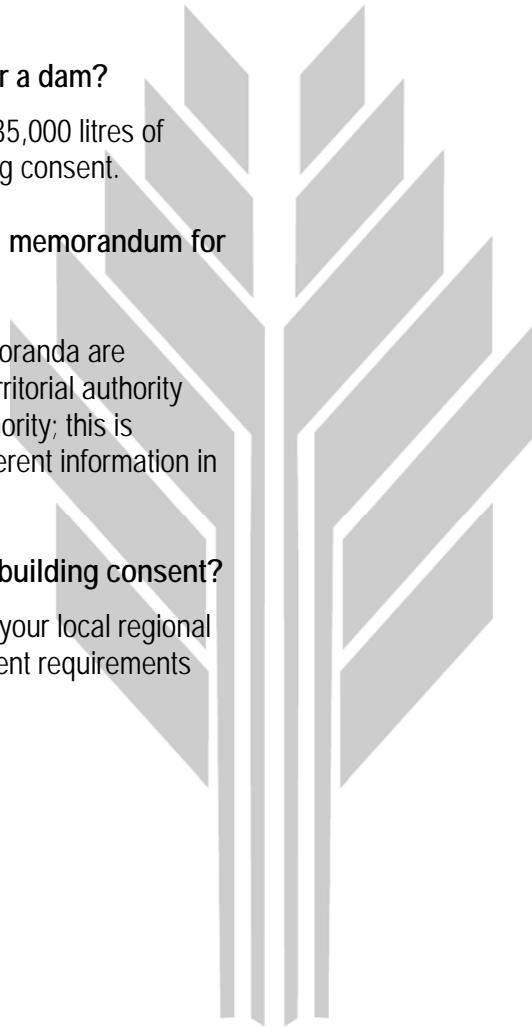 r a dam?
35,000 litres of
g consent.
memorandum for
oranda are
rritorial authority
ority; this is
erent information in
building consent?
your local regional
ent requirements